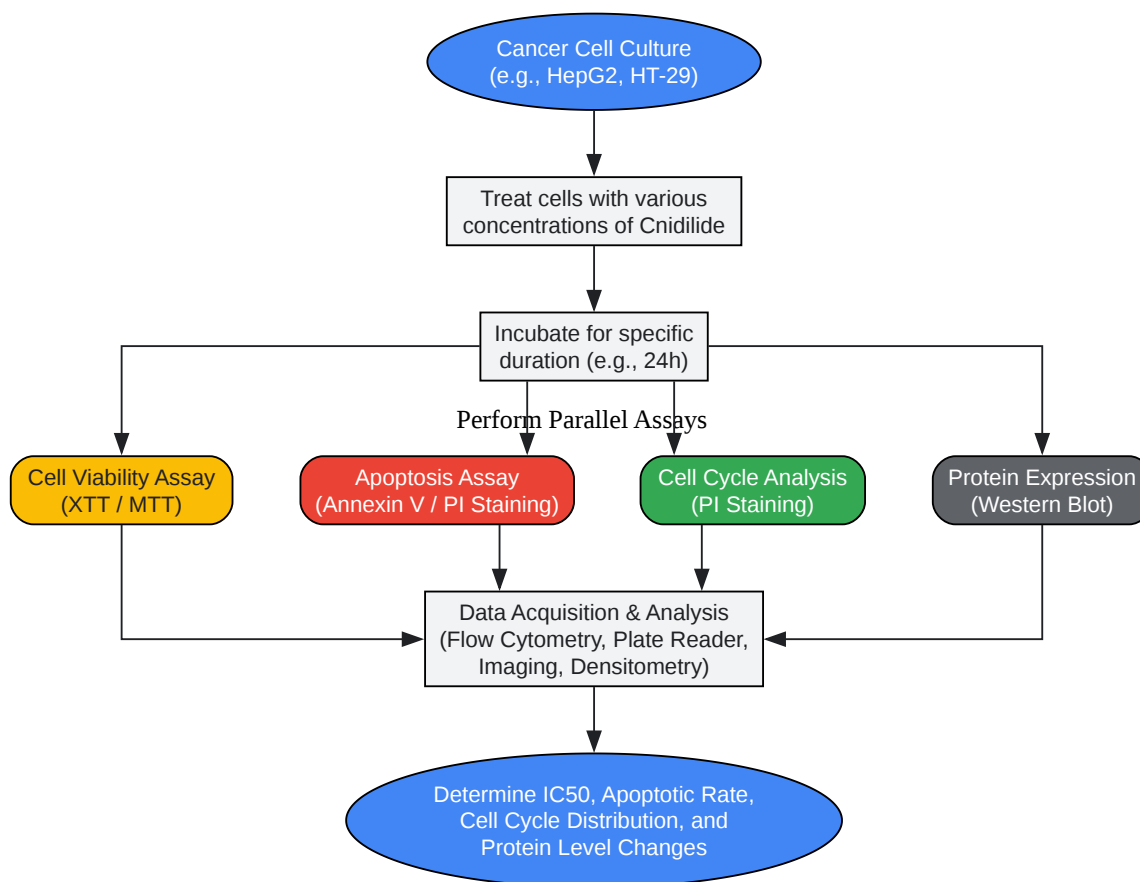 Cancer Cell Culture
(e.g., HepG2, HT-29)
Treat cells with various
concentrations of Cnidilide
Incubate for specific
duration (e.g., 24h)
Perform Parallel Assays
Cell Viability Assay
(XTT / MTT)
Apoptosis Assay
(Annexin V / PI Staining)
Cell Cycle Analysis
(PI Staining)
Protein Expression
(Western Blot)
Data Acquisition & Analysis
(Flow Cytometry, Plate Reader,
Imaging, Densitometry)
Determine IC50, Apoptotic Rate,
Cell Cycle Distribution, and
Protein Level Changes